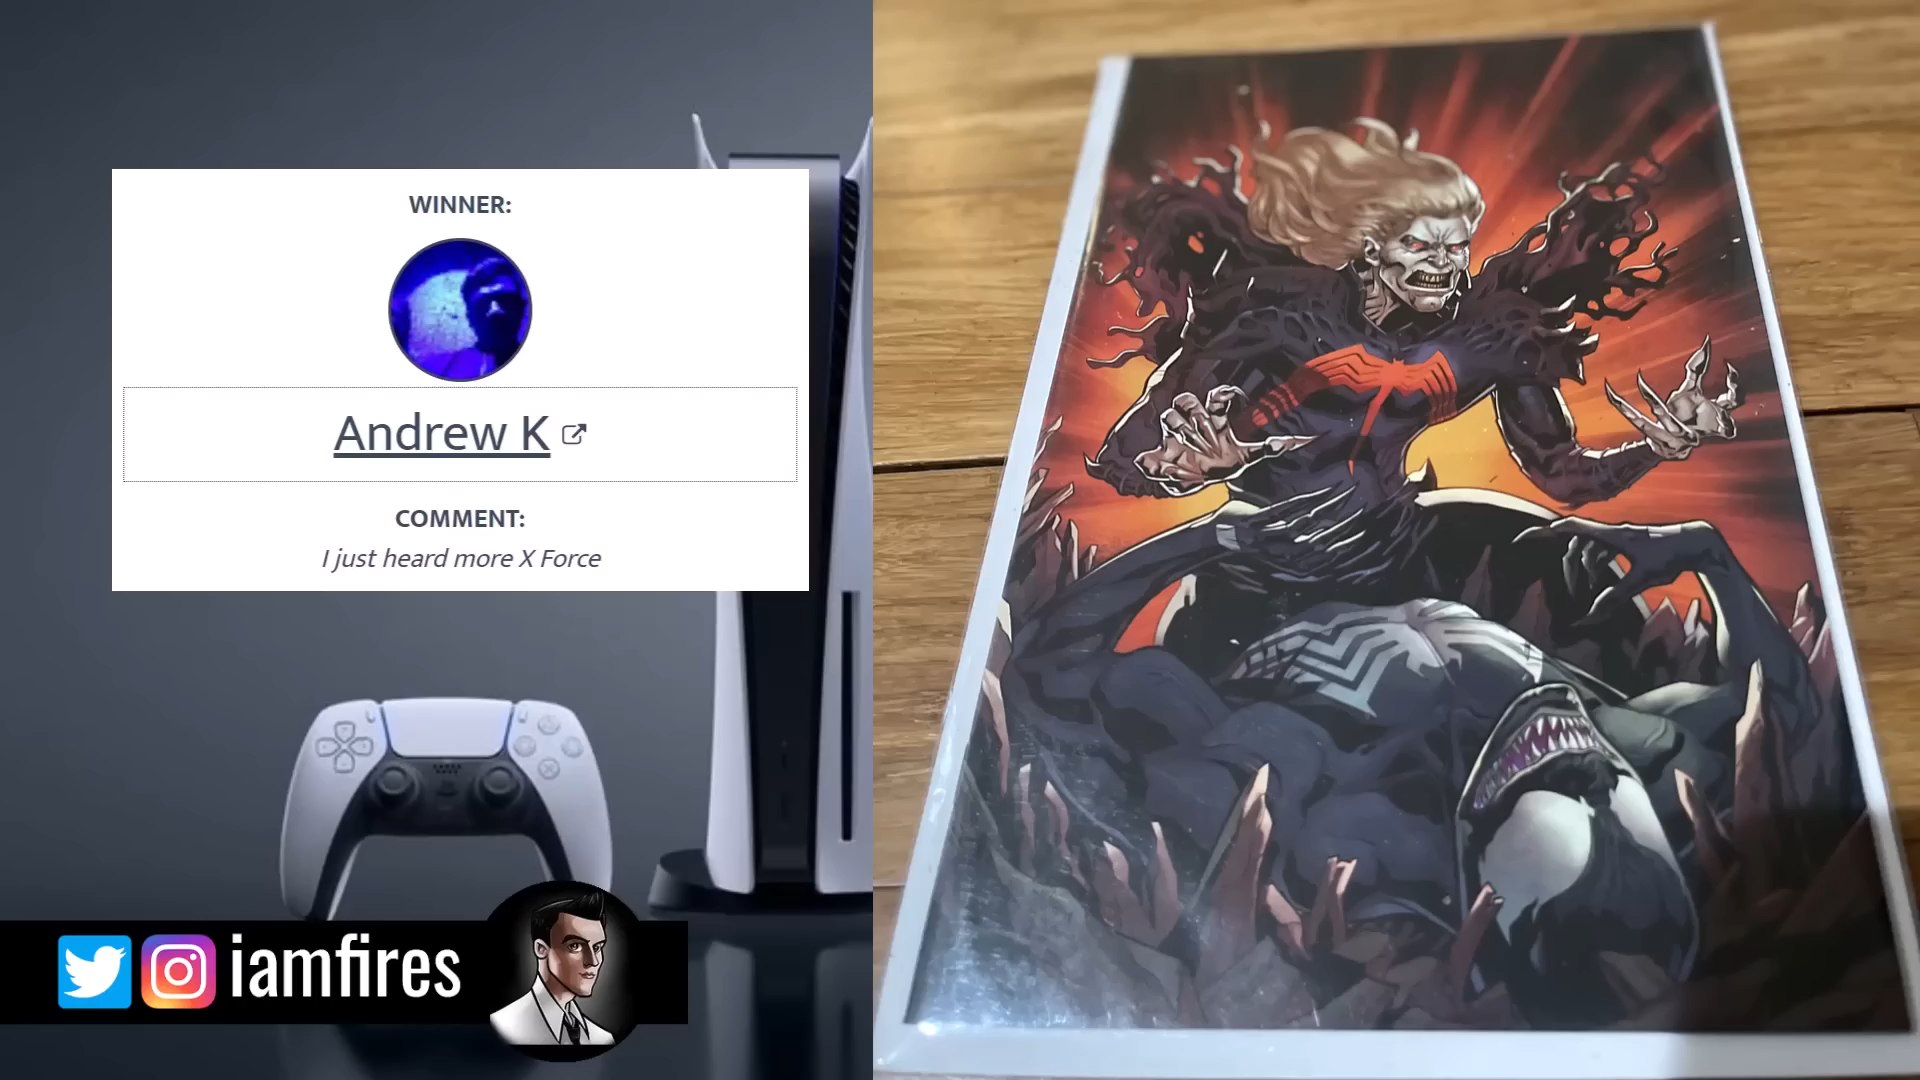 WINNER:
Andrew K
COMMENT:
I just heard more X Force
iamfires